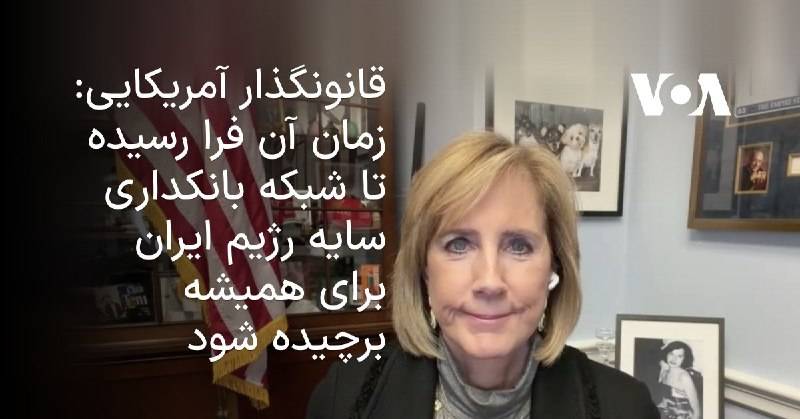 قانونگذار آمریکایی:
زمان آن فرا رسیده
تا شبکه بانکداری
سایه رژیم ایران
برای همیشه
برچیده شود
VOA